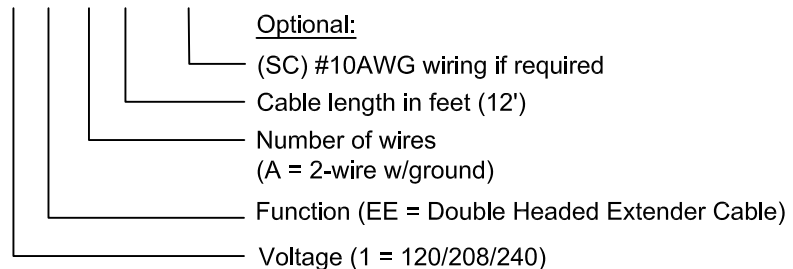 Optional:
(SC) #10AWG wiring if required
Cable length in feet (12')
Number of wires
(A = 2-wire w/ground)
Function (EE = Double Headed Extender Cable)
Voltage (1 = 120/208/240)